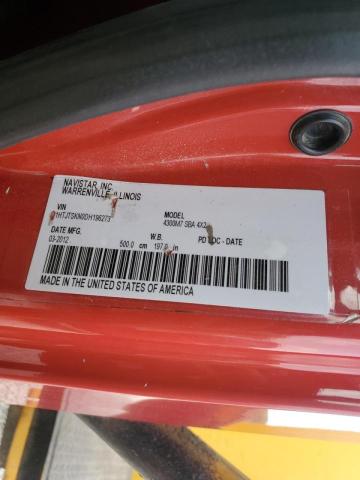 NAVISTAR, INC.
WARRENVILLE, ILLINOIS
VIN
MODEL
4300M7 SBA 4X2
DATE MFG.
W.B.
PD LOC - DATE
03-2012
500.0 cm 197.0 in
MADE IN THE UNITED STATES OF AMERICA